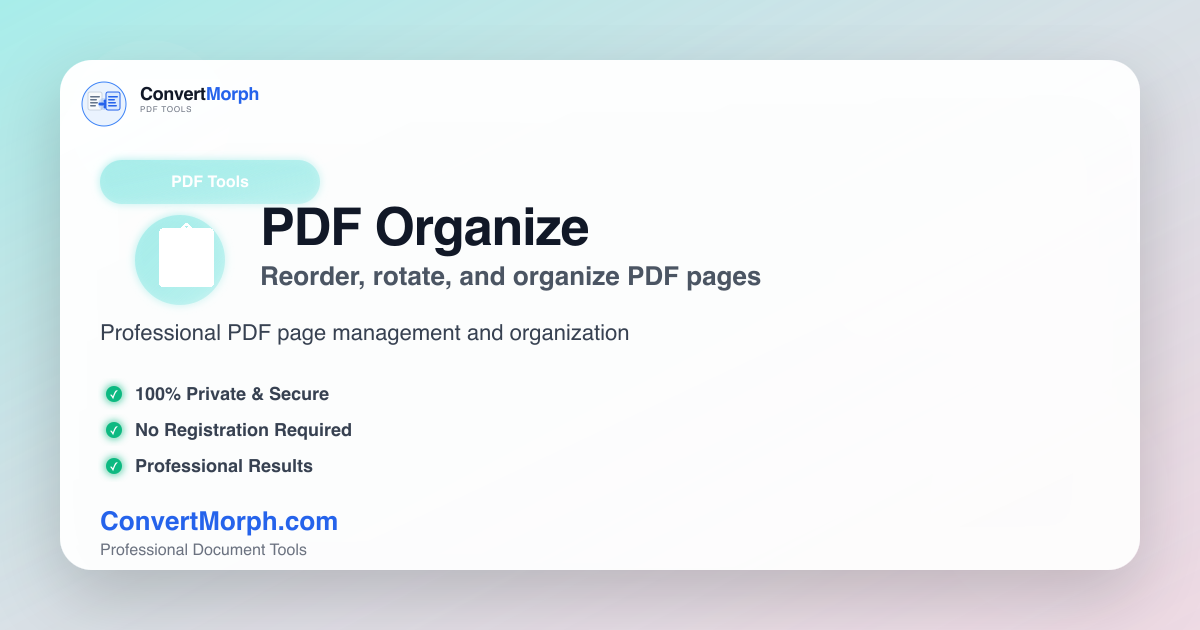 ConvertMorph
PDF TOOLS
PDF Tools
PDF Organize
Reorder, rotate, and organize PDF pages
Professional PDF page management and organization
100% Private & Secure
No Registration Required
Professional Results
ConvertMorph.com
Professional Document Tools